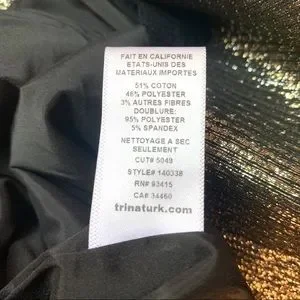 FAIT EN CALIFORNIE
ETATS-UNIS DES
MATERIAUX IMPORTES
51% COTON
46% POLYESTER
3% AUTRES FIBRES
DOUBLURE:
95% POLYESTER
5% SPANDEX
NETTOYAGE A SEC
SEULEMENT
CUT# 5049
STYLE# 140338
RN# 93415
CA# 34460
trinaturk.com